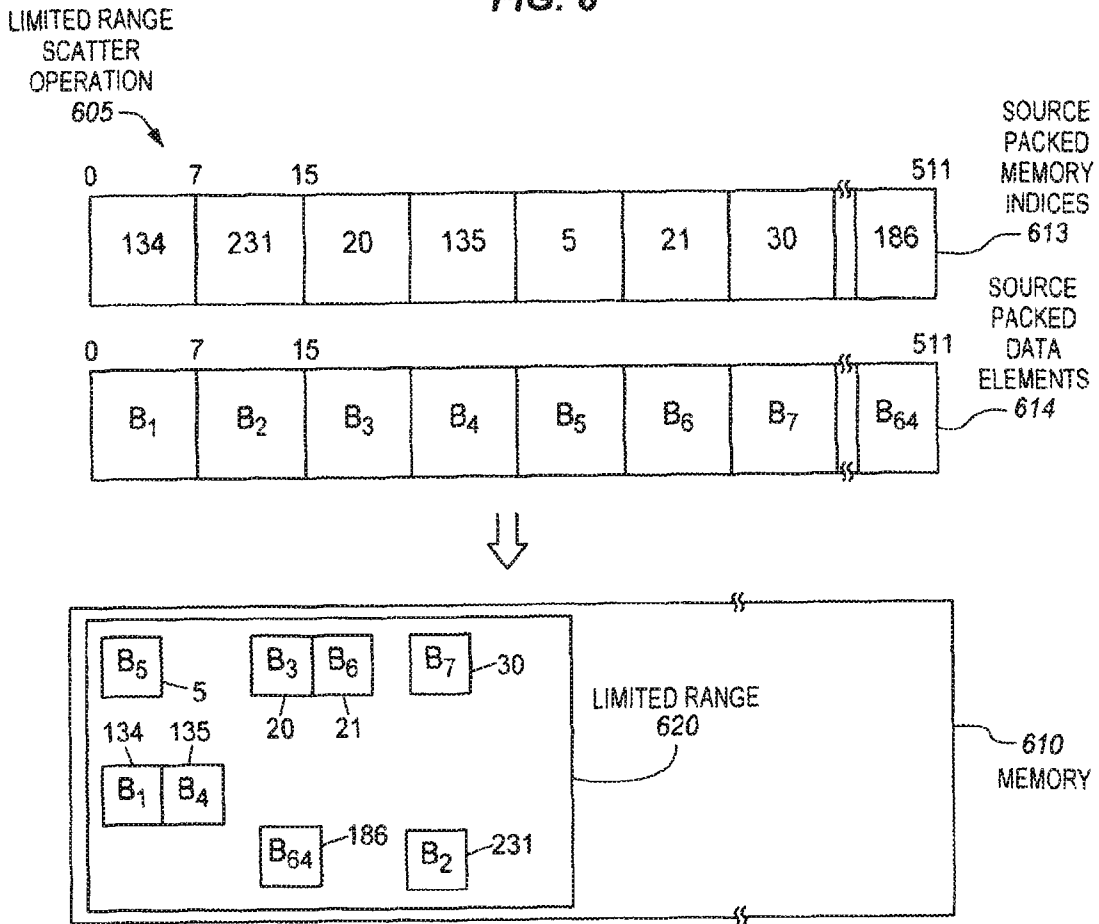 FIG. 6
LIMITED RANGE
SCATTER
OPERATION
605
0 7 15 511
134 231 20 135 5 21 30 186
SOURCE
PACKED
MEMORY
INDICES
613
0 7 15 511
B₁ B₂ B₃ B₄ B₅ B₆ B₇ B₆₄
SOURCE
PACKED
DATA
ELEMENTS
614
B₅ B₃ B₆ B₇ 30
5 20 21
134 135
B₁ B₄
B₆₄ 186 B₂ 231
LIMITED RANGE
620
610
MEMORY